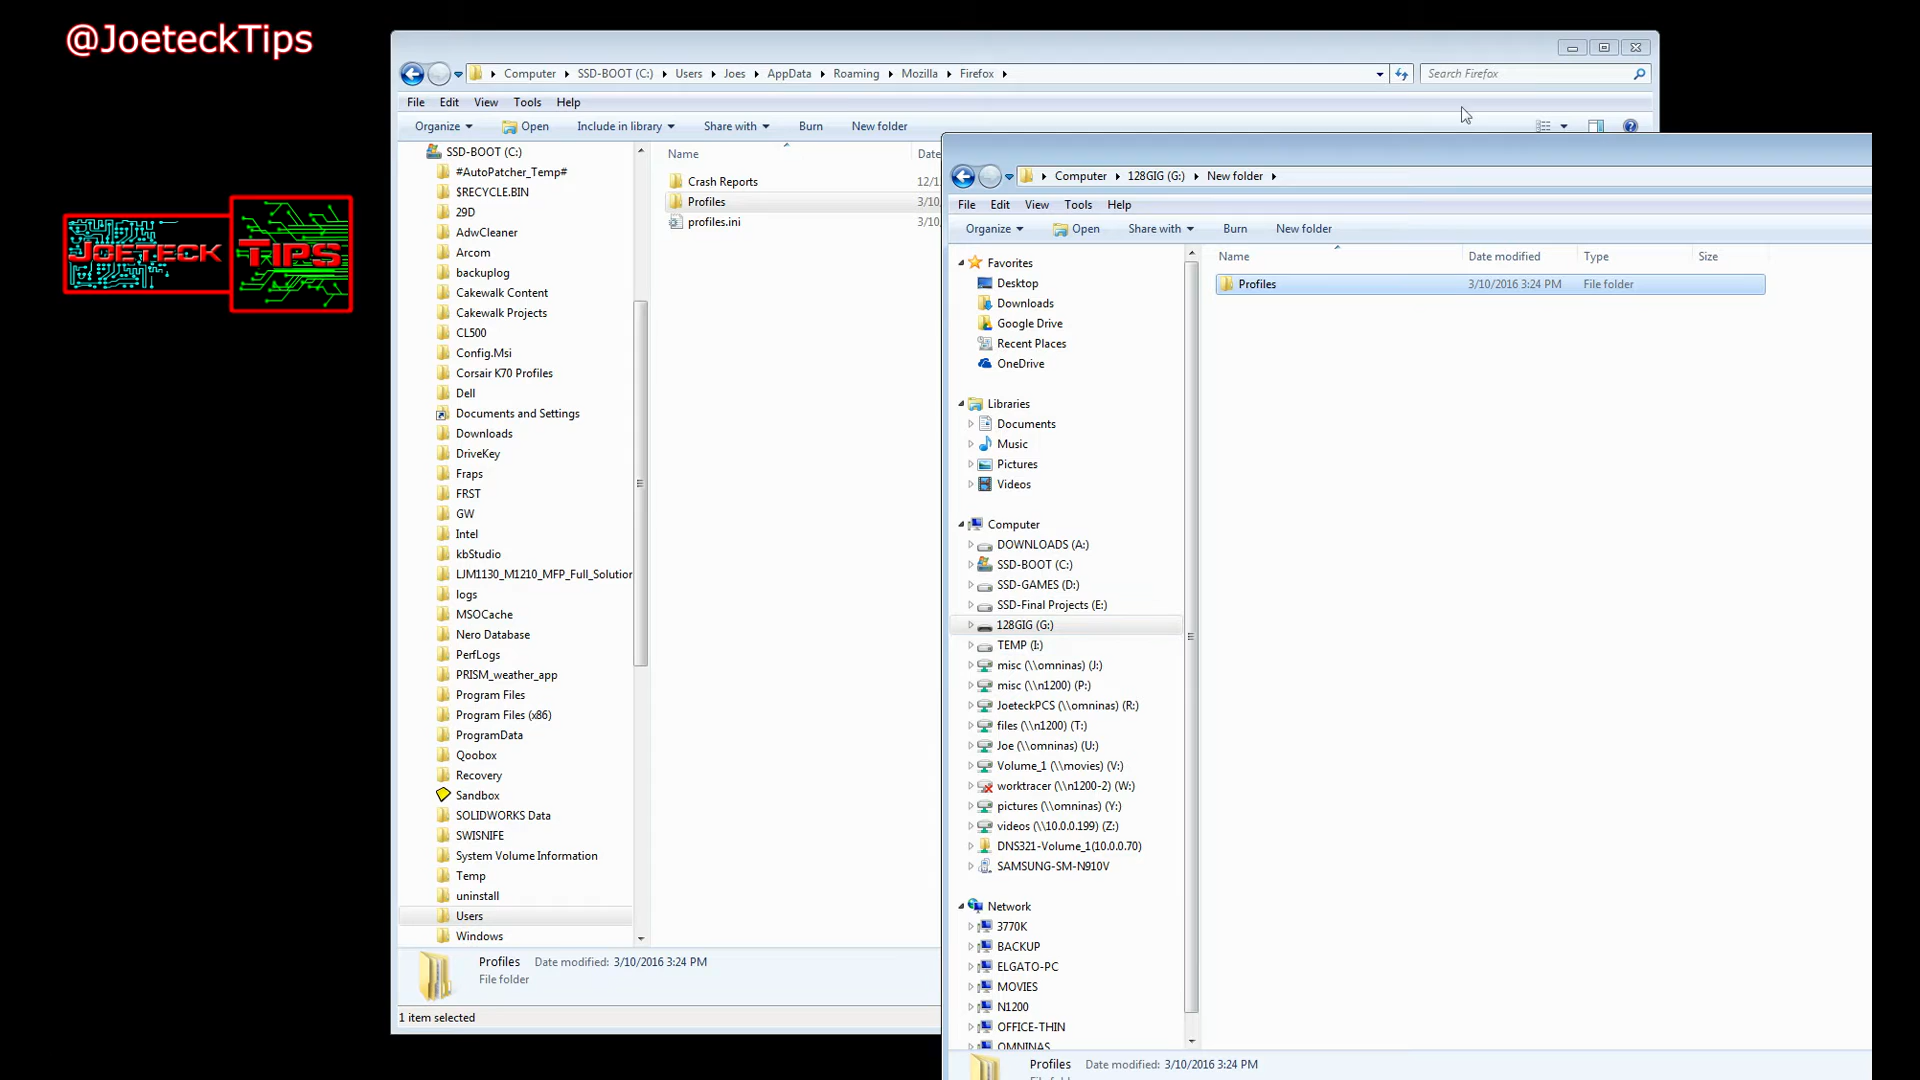 @JoeteckTips
JOETECK TIPS
Computer SSD-BOOT (C:) Users Joes AppData Roaming Mozilla Firefox
Search Firefox
File Edit View Tools Help
Organize Open Include in library Share with Burn New folder
SSD-BOOT (C:)
#AutoPatcher_Temp#
$RECYCLE.BIN
29D
AdwCleaner
Arcom
backuplog
Cakewalk Content
Cakewalk Projects
CL500
Config.Msi
Corsair K70 Profiles
Dell
Documents and Settings
Downloads
DriveKey
Fraps
FRST
GW
Intel
kbStudio
LJM1130_M1210_MFP_Full_Solution
logs
MSOCache
Nero Database
PerfLogs
PRISM_weather_app
Program Files
Program Files (x86)
ProgramData
Qoobox
Recovery
Sandbox
SOLIDWORKS Data
SWISNIFE
System Volume Information
Temp
uninstall
Users
Windows
Name Date
Crash Reports 12/1
Profiles 3/10
profiles.ini 3/10
Profiles Date modified: 3/10/2016 3:24 PM
File folder
1 item selected
Computer 128GIG (G:) New folder
File Edit View Tools Help
Organize Open Share with Burn New folder
Favorites
Desktop
Downloads
Google Drive
Recent Places
OneDrive
Libraries
Documents
Music
Pictures
Videos
Computer
DOWNLOADS (A:)
SSD-BOOT (C:)
SSD-GAMES (D:)
SSD-Final Projects (E:)
128GIG (G:)
TEMP (I:)
misc (\\omninas) (J:)
misc (\\n1200) (P:)
JoeteckPCS (\\omninas) (R:)
files (\\n1200) (T:)
Joe (\\omninas) (U:)
Volume_1 (\\movies) (V:)
worktracer (\\n1200-2) (W:)
pictures (\\omninas) (Y:)
videos (\\10.0.0.199) (Z:)
DNS321-Volume_1(10.0.0.70)
SAMSUNG-SM-N910V
Network
3770K
BACKUP
ELGATO-PC
MOVIES
N1200
OFFICE-THIN
OMNINAS
Name Date modified Type Size
Profiles 3/10/2016 3:24 PM File folder
Profiles Date modified: 3/10/2016 3:24 PM